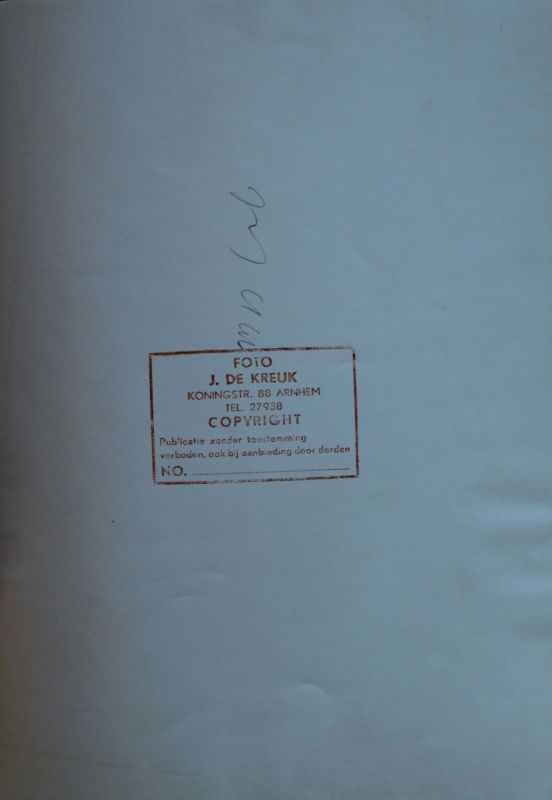 FOTO
J. DE KREUK
KONINGSTR. 88 ARNHEM
TEL. 27938
COPYRIGHT
Publicatie zonder toestemming
verboden, ook bij aanbieding door derden
NO.